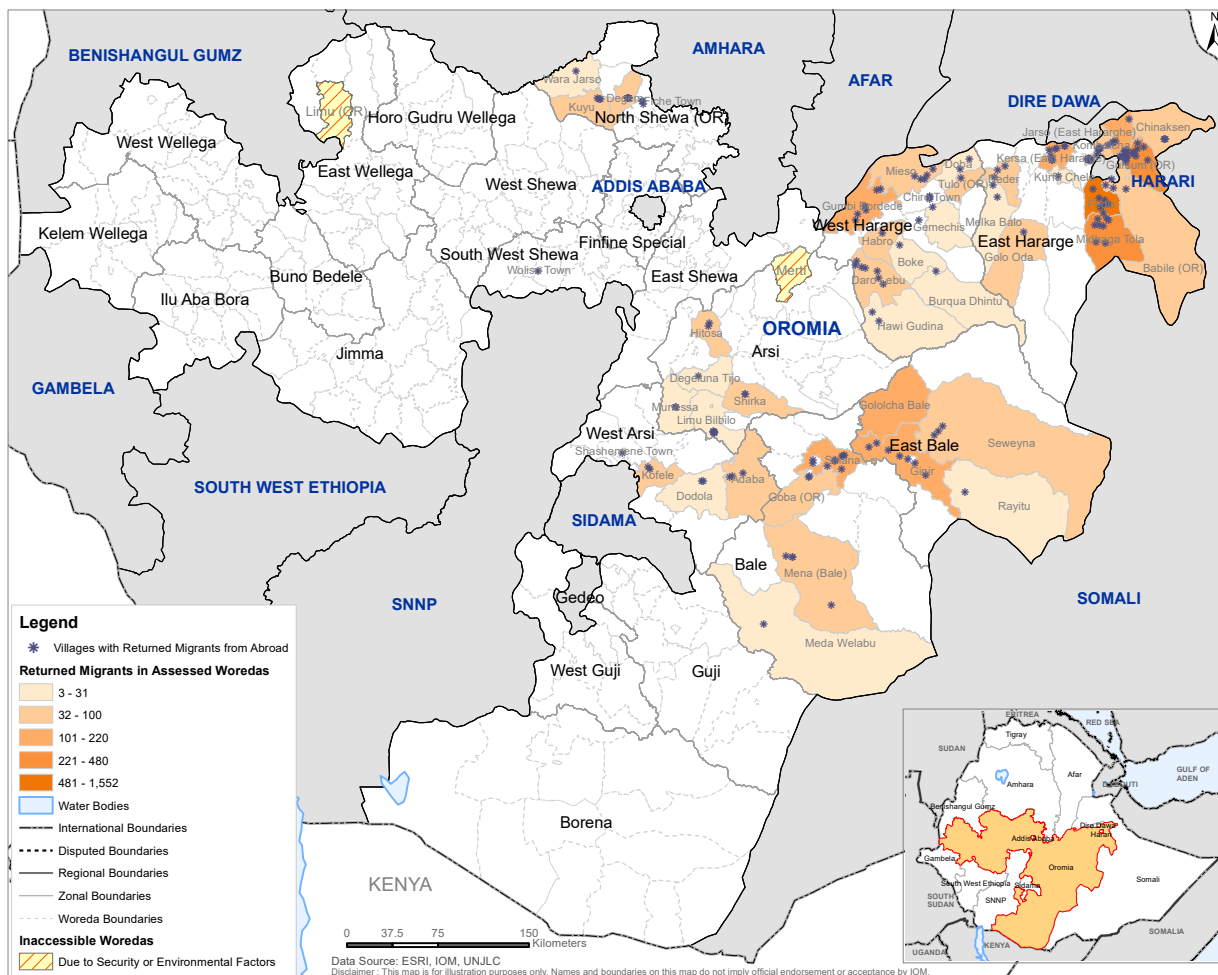 BENISHANGUL GUMZ
AMHARA
AFAR
DIRE DAWA
N
Wara Jarso
Limu (OR)
Kuyu
Fiche Town
Horo Gudru Wellega
North Shewa (OR)
Chinaksen
Jarso (East Hararghe)
West Wellega
East Wellega
West Shewa
ADDIS ABABA
Doba
Mieso
Tulo (OR)
HARARI
Gumbi Bordede
West Hararge
Gemechis
Melka Balo
East Hararge
Midhaga Tola
Kelem Wellega
South West Shewa
Finfine Special
Habro
Golo Oda
Babile (OR)
Woliso Town
Buno Bedele
East Shewa
Merti
Boke
Daro Lebu
Ilu Aba Bora
Burqua Dhintu
OROMIA
Hawi Gudina
Hitosa
Jimma
Arsi
GAMBELA
Degeluna Tijo
Shirka
Munessa
Limu Bilbilo
Gololcha Bale
West Arsi
East Bale
Seweyna
Shashemene Town
Kofele
Adaba
Sinana
Ginir
SOUTH WEST ETHIOPIA
Dodola
Goba (OR)
Rayitu
SIDAMA
Bale
Mena (Bale)
SNNP
Gedeo
SOMALI
Meda Welabu
West Guji
Guji
Borena
KENYA
Legend
Villages with Returned Migrants from Abroad
Returned Migrants in Assessed Woredas
3 - 31
32 - 100
101 - 220
221 - 480
481 - 1,552
Water Bodies
International Boundaries
Disputed Boundaries
Regional Boundaries
Zonal Boundaries
Woreda Boundaries
Inaccessible Woredas
Due to Security or Environmental Factors
0 37.5 75 150
Kilometers
Data Source: ESRI, IOM, UNJLC
Disclaimer : This map is for illustration purposes only. Names and boundaries on this map do not imply official endorsement or acceptance by IOM.
ERITREA
RED SEA
Tigray
SUDAN
Afar
GULF OF
ADEN
DJIBOUTI
Amhara
Benishangul Gumz
Dire Dawa
Harari
Addis Ababa
Gambela
Oromia
Somali
South West Ethiopia
Sidama
SOUTH
SUDAN
SNNP
SOMALIA
KENYA
UGANDA